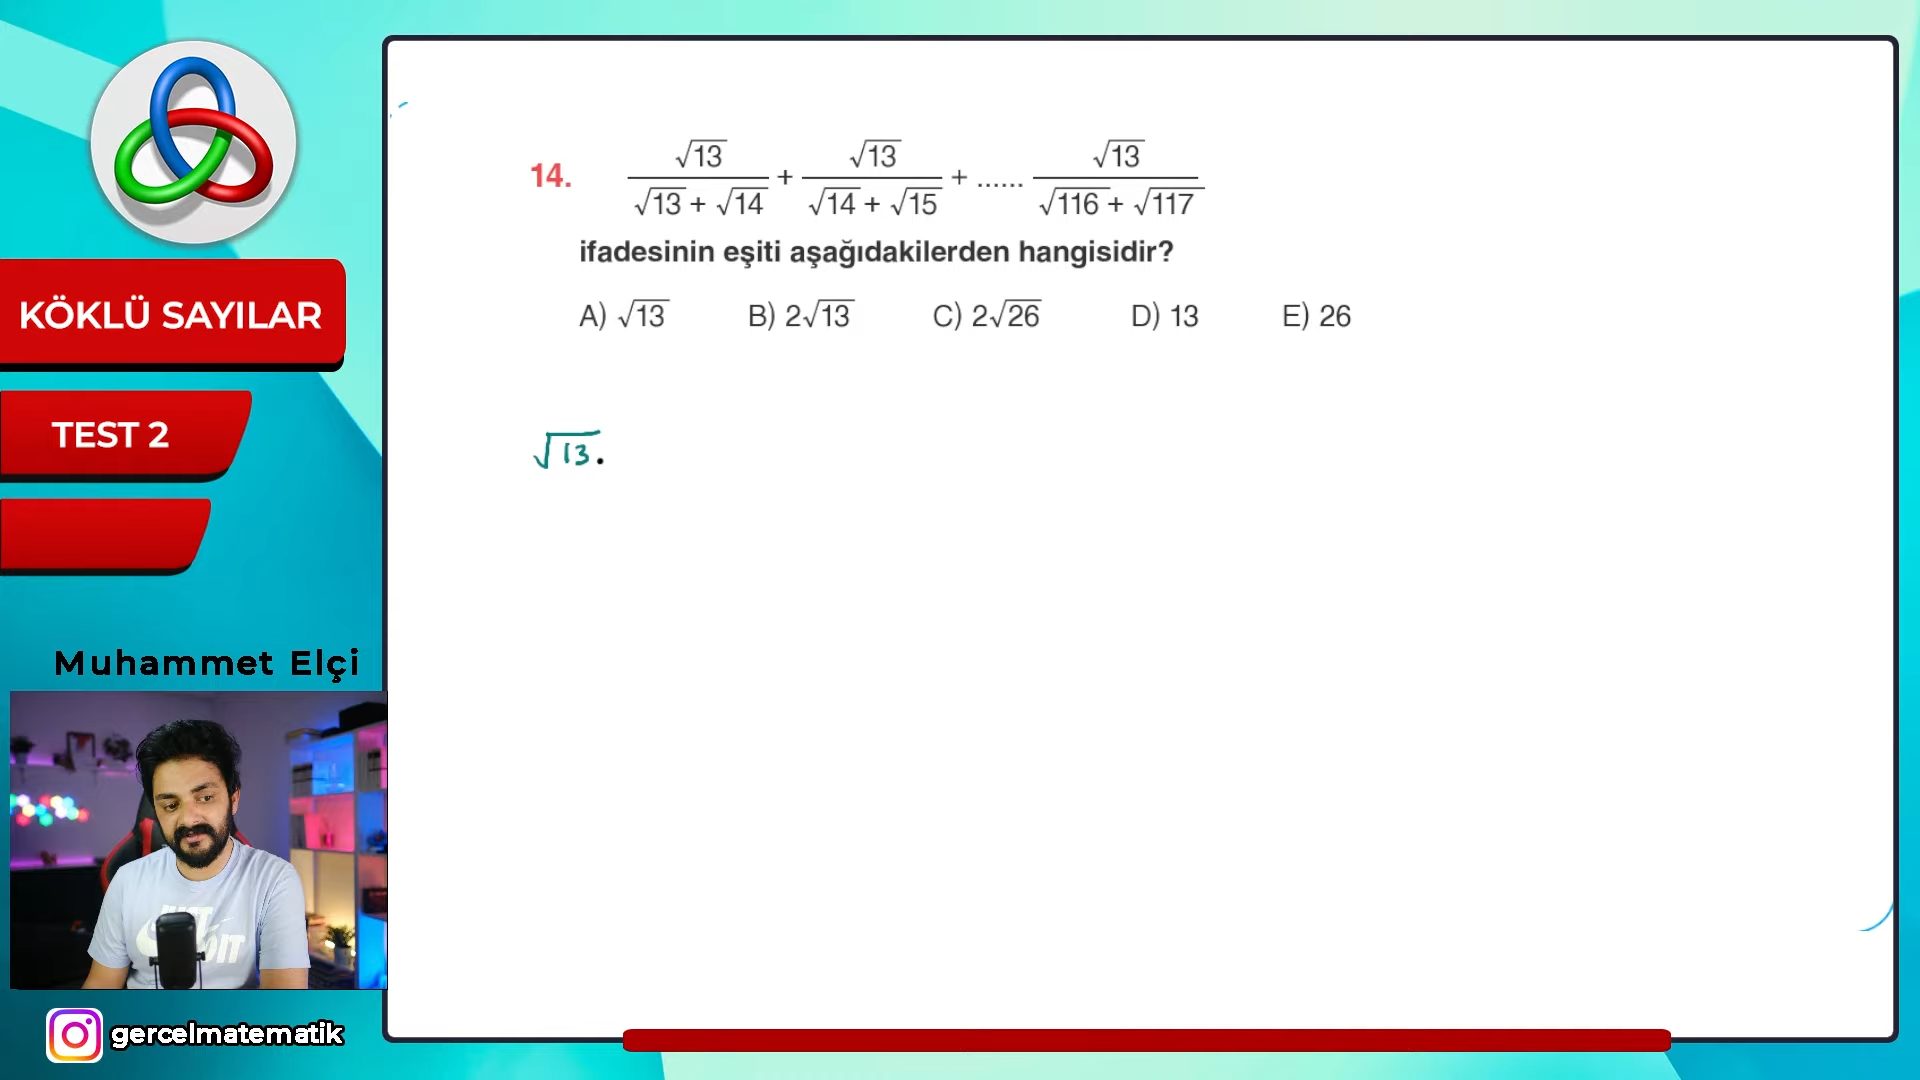 14. √13/(√13 + √14) + √13/(√14 + √15) + ...... √13/(√116 + √117)
ifadesinin eşiti aşağıdakilerden hangisidir?
A) √13 B) 2√13 C) 2√26 D) 13 E) 26
√13.
KÖKLÜ SAYILAR
TEST 2
Muhammet Elçi
gercelmatematik